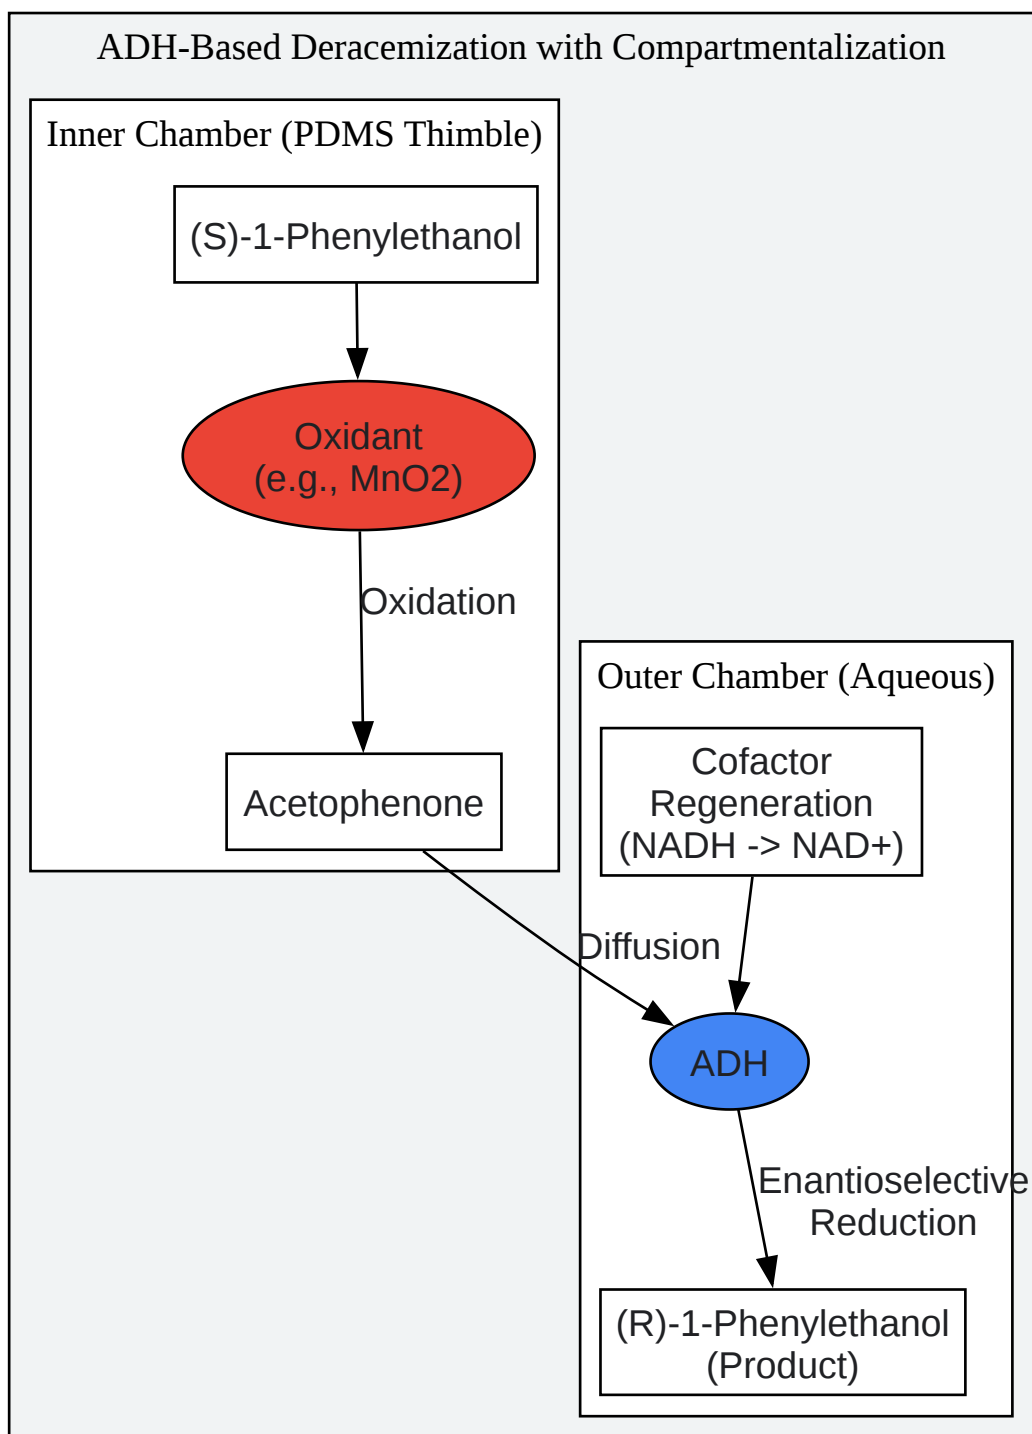 ADH-Based Deracemization with Compartmentalization
Inner Chamber (PDMS Thimble)
(S)-1-Phenylethanol
Oxidant
(e.g., MnO2)
Oxidation
Acetophenone
Outer Chamber (Aqueous)
Cofactor
Regeneration
(NADH -> NAD+)
Diffusion
ADH
Enantioselective
Reduction
(R)-1-Phenylethanol
(Product)